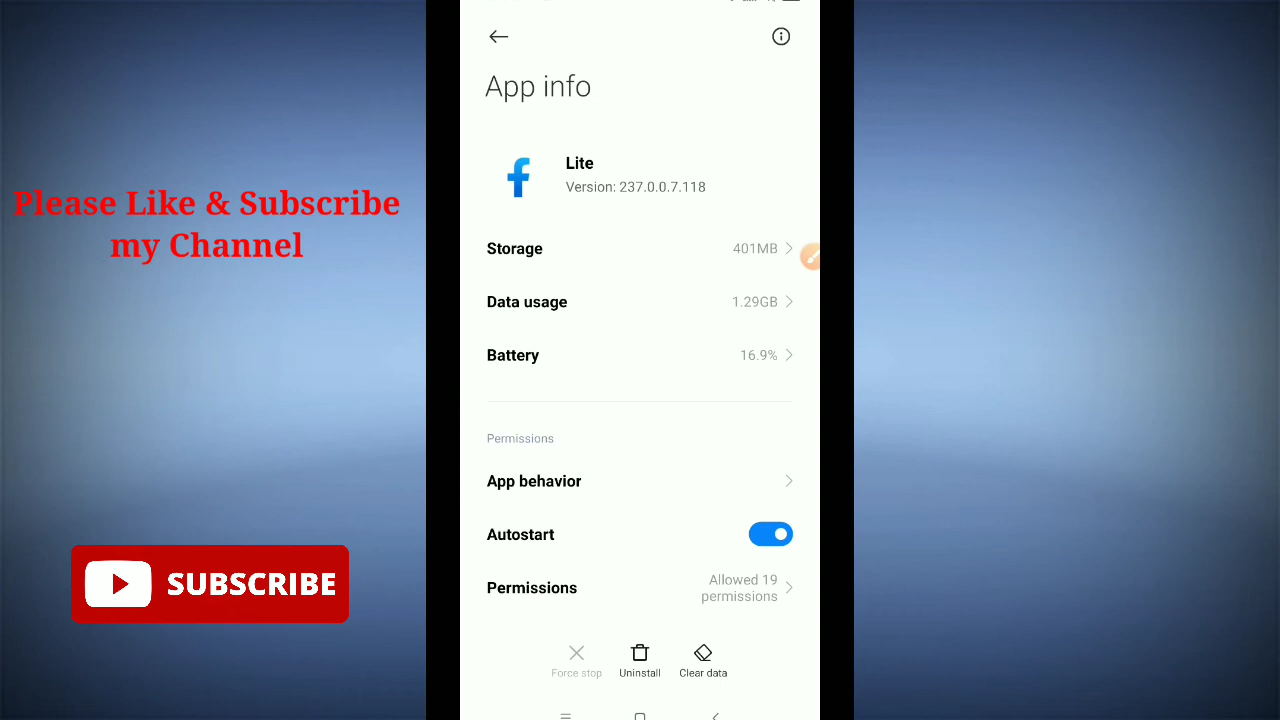 App info
Please Like & Subscribe
my Channel
Lite
Version: 237.0.0.7.118
Storage 401MB
Data usage 1.29GB
Battery 16.9%
Permissions
App behavior
Autostart
Permissions Allowed 19
permissions
SUBSCRIBE
Force stop Uninstall Clear data